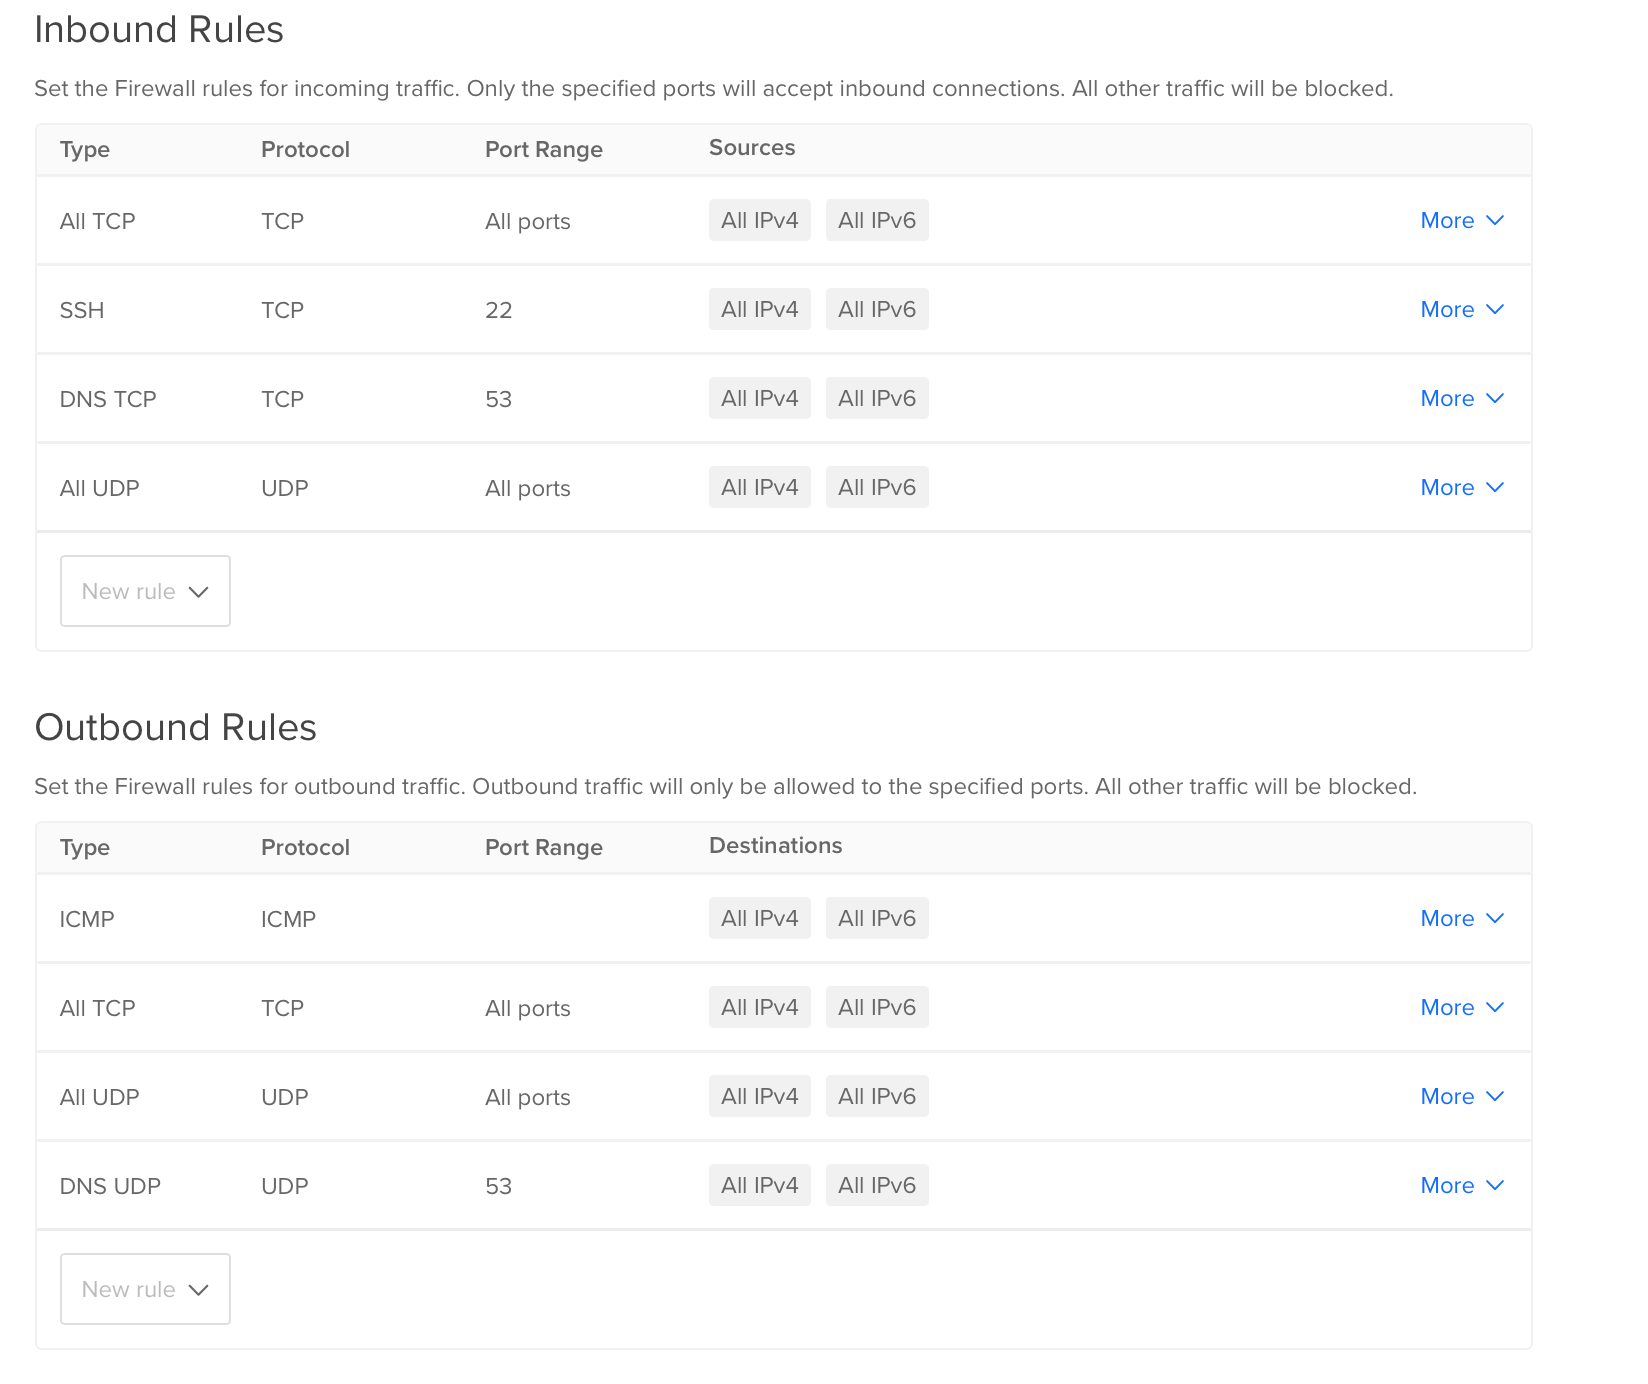 Inbound Rules
Set the Firewall rules for incoming traffic. Only the specified ports will accept inbound connections. All other traffic will be blocked.
Type Protocol Port Range Sources
All TCP TCP All ports All IPv4 All IPv6 More
SSH TCP 22 All IPv4 All IPv6 More
DNS TCP TCP 53 All IPv4 All IPv6 More
All UDP UDP All ports All IPv4 All IPv6 More
New rule
Outbound Rules
Set the Firewall rules for outbound traffic. Outbound traffic will only be allowed to the specified ports. All other traffic will be blocked.
Type Protocol Port Range Destinations
ICMP ICMP All IPv4 All IPv6 More
All TCP TCP All ports All IPv4 All IPv6 More
All UDP UDP All ports All IPv4 All IPv6 More
DNS UDP UDP 53 All IPv4 All IPv6 More
New rule